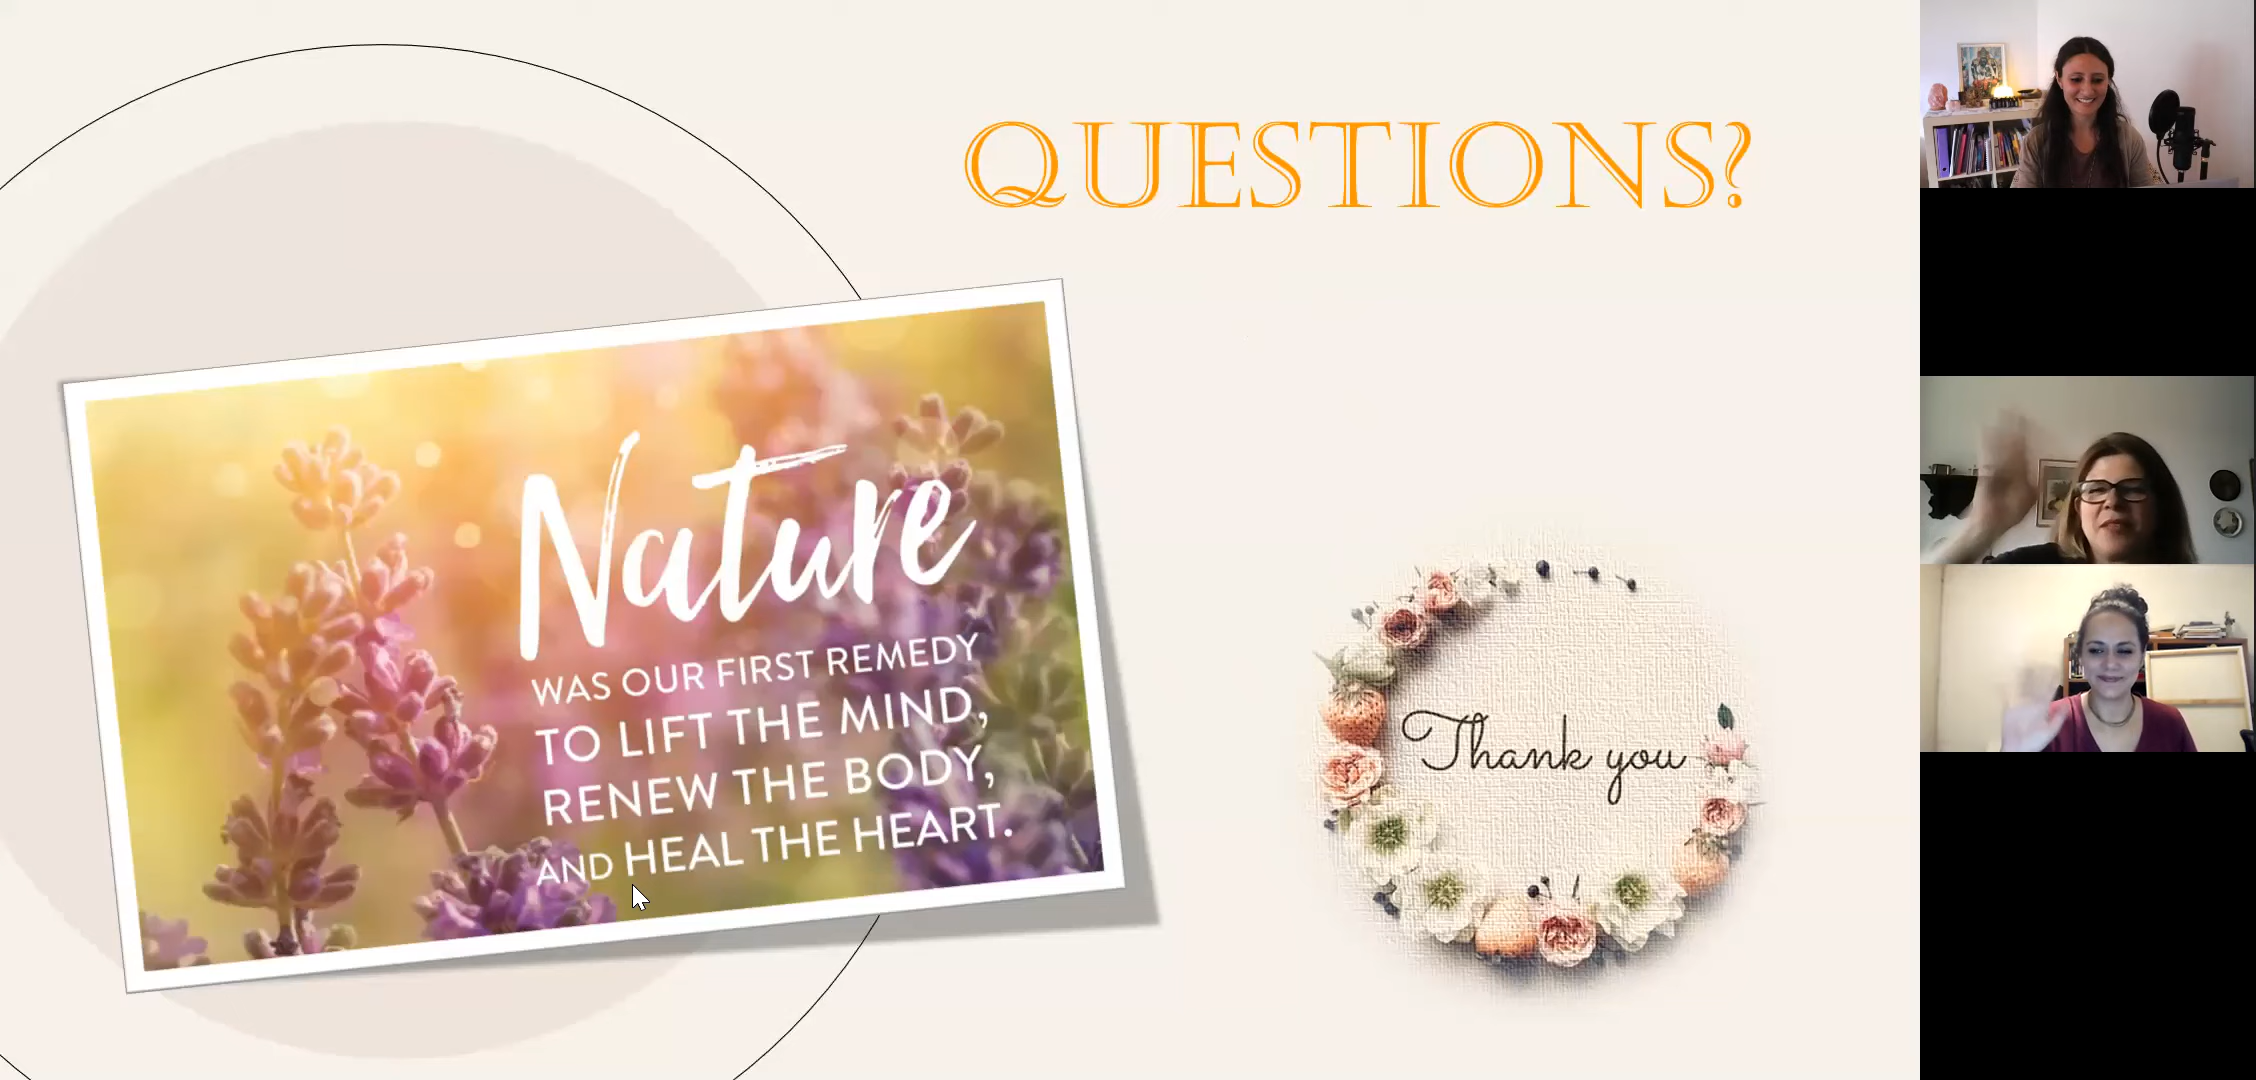 QUESTIONS?
Nature
WAS OUR FIRST REMEDY
TO LIFT THE MIND,
RENEW THE BODY,
AND HEAL THE HEART.
Thank you